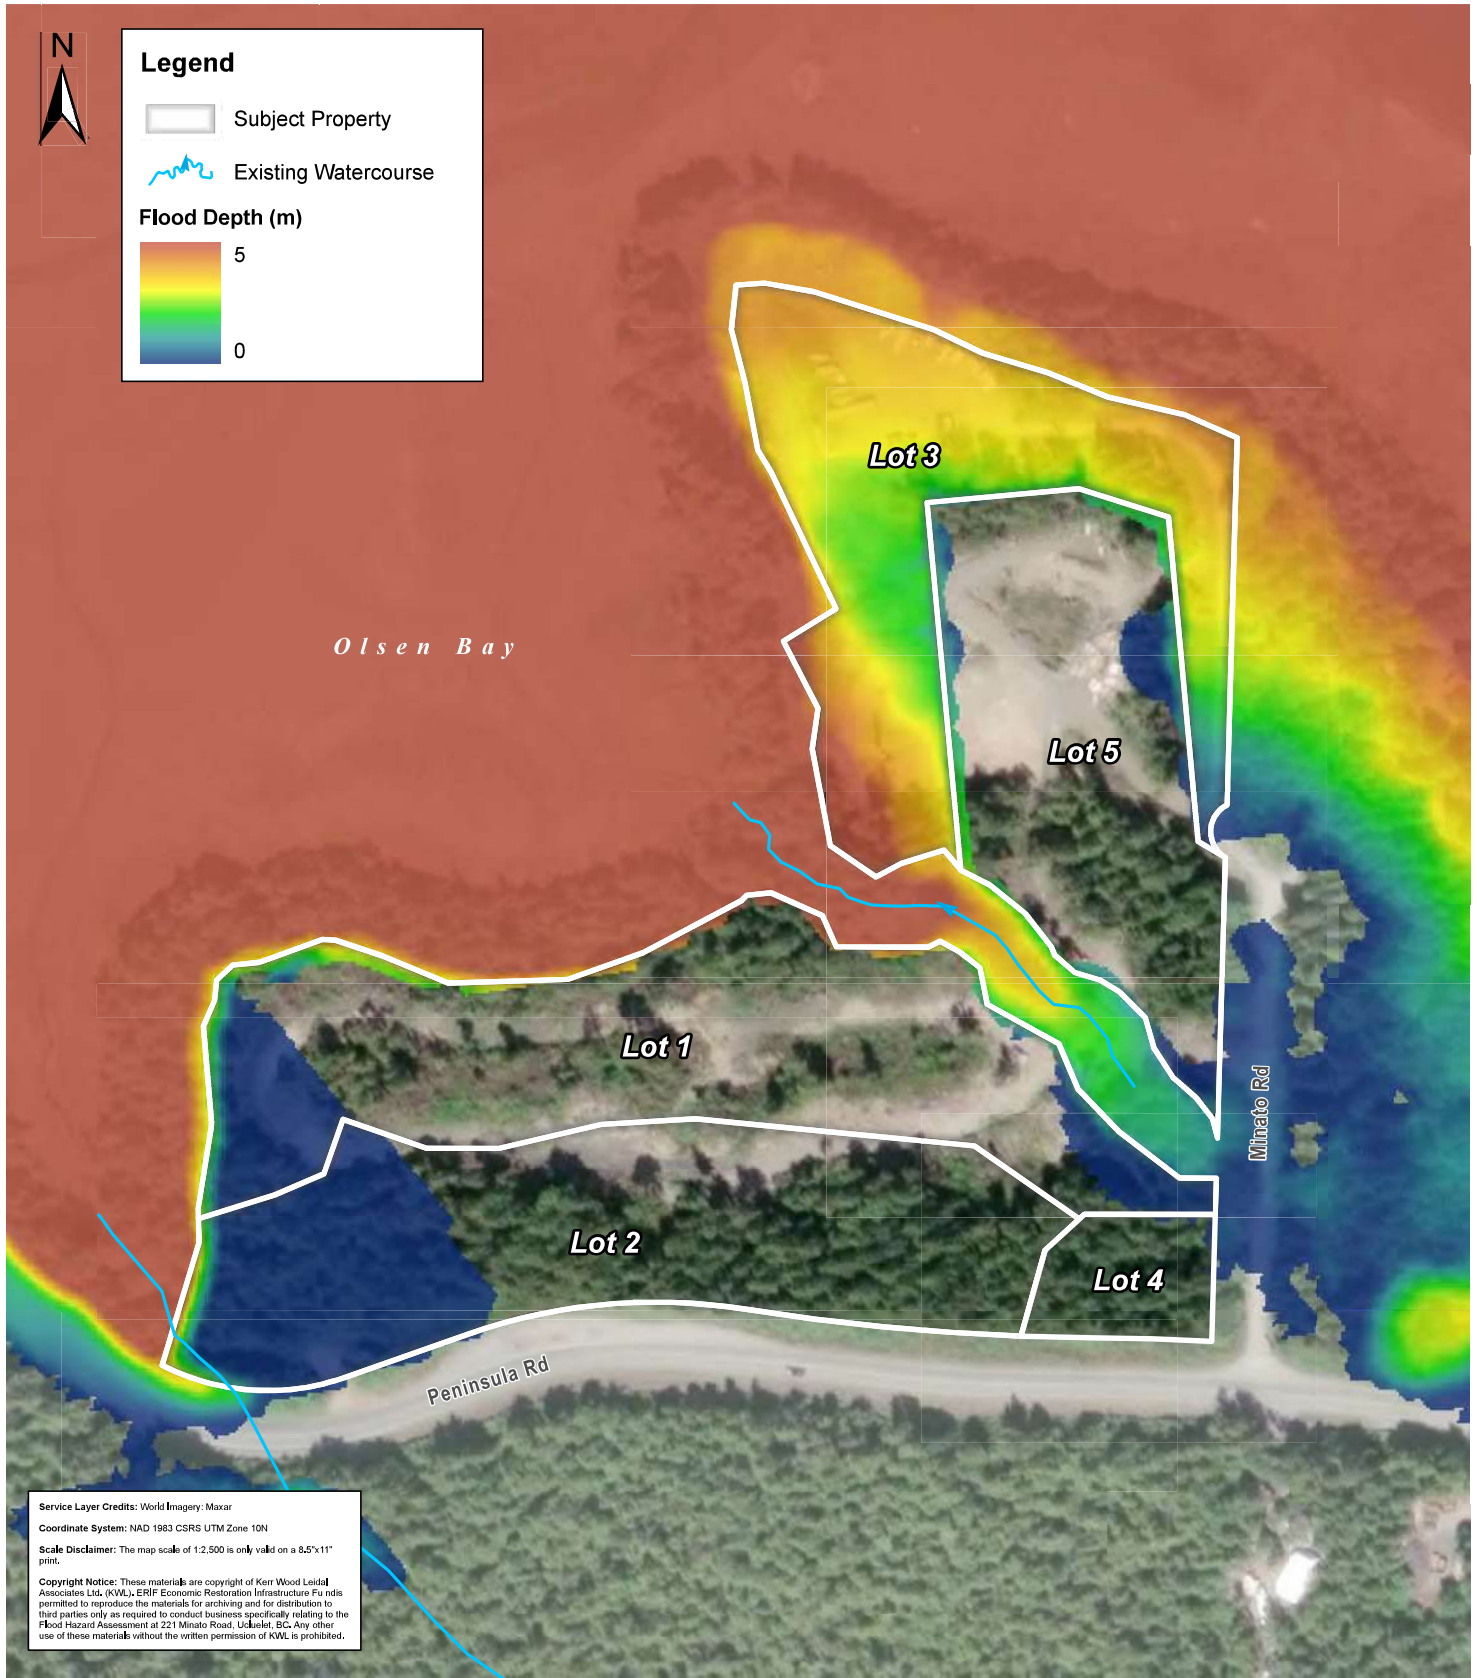 N
Legend
Subject Property
Existing Watercourse
Flood Depth (m)
5
0
Lot 3
Olsen Bay
Lot 5
Lot 1
Minato Rd
Lot 2
Lot 4
Peninsula Rd
Service Layer Credits: World Imagery: Maxar
Coordinate System: NAD 1983 CSRS UTM Zone 10N
Scale Disclaimer: The map scale of 1:2,500 is only valid on a 8.5"x11"
print.
Copyright Notice: These materials are copyright of Kerr Wood Leidal
Associates Ltd. (KWL). ERIF Economic Restoration Infrastructure Fu ndis
permitted to reproduce the materials for archiving and for distribution to
third parties only as required to conduct business specifically relating to the
Flood Hazard Assessment at 221 Minato Road, Ucluelet, BC. Any other
use of these materials without the written permission of KWL is prohibited.